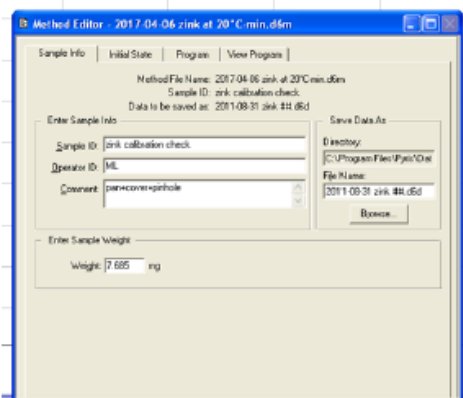 Method Editor - 2017-04-06 zink at 20°C-min.d6m
Sample Info Initial State Program View Program
Method File Name: 2017-04-06 zink at 20°C-min.d6m
Sample ID: zink calibration check
Data to be saved as: 2011-08-31 zink ##.d6d
Enter Sample Info
Sample ID: zink calibration check
Operator ID: ML
Comment: pan+cover+pinhole
Save Data As
Directory:
C:\Program Files\Pyris\Dat
File Name:
2011-08-31 zink ##.d6d
Browse...
Enter Sample Weight
Weight: 7.685 mg